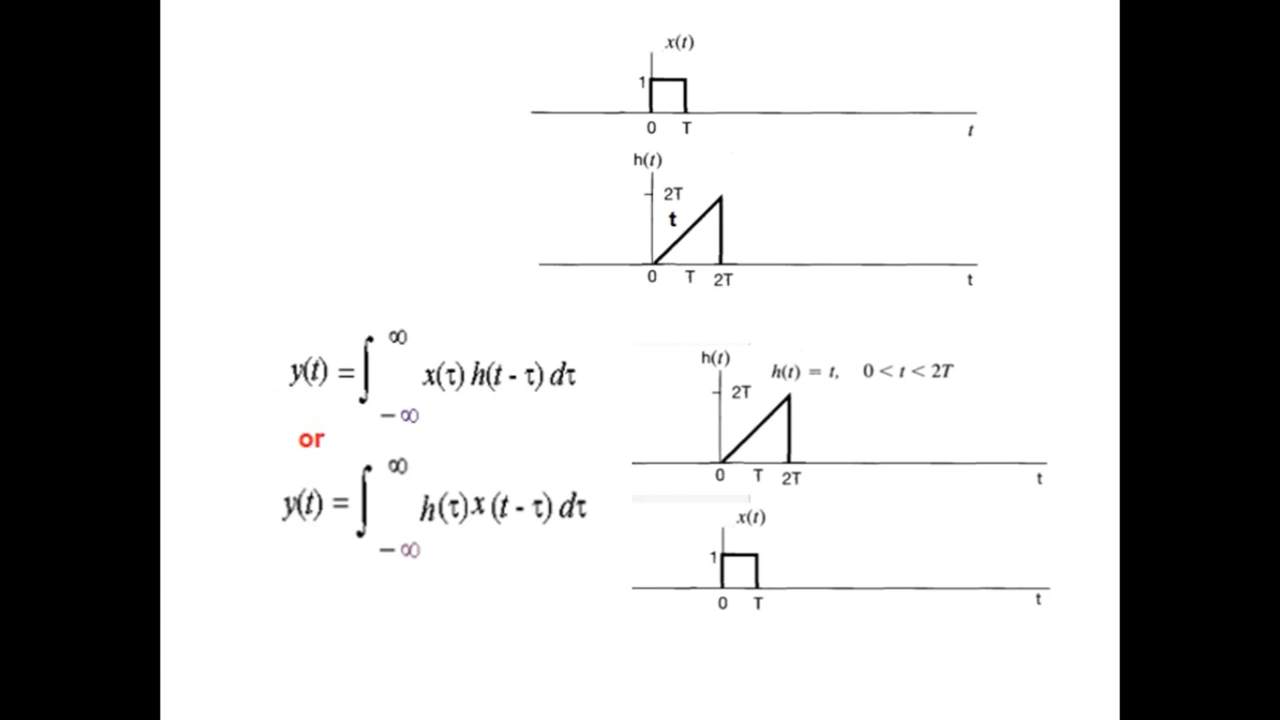 x(t)
1
0 T t
h(t)
2T
t
0 T 2T t
y(t) = ∫_{-∞}^{∞} x(τ) h(t - τ) dτ
or
y(t) = ∫_{-∞}^{∞} h(τ) x (t - τ) dτ
h(t)
h(t) = t, 0 < t < 2T
2T
0 T 2T t
x(t)
1
0 T t